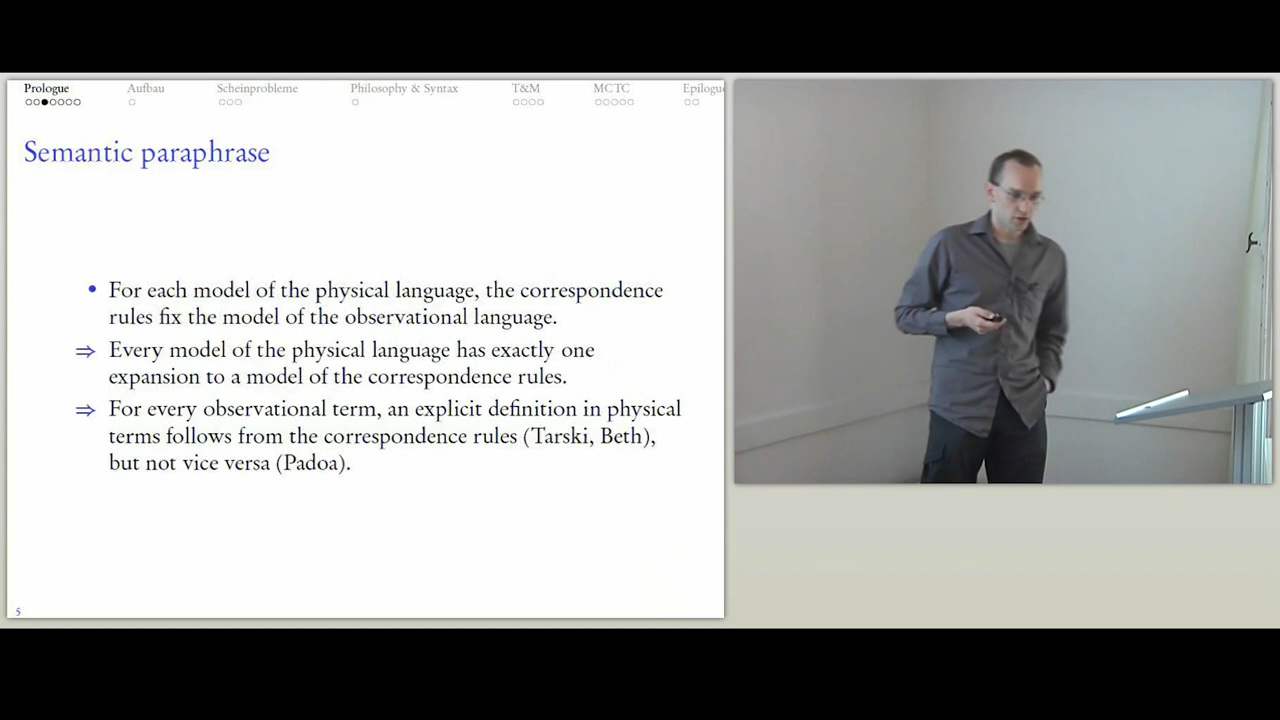 Prologue Aufbau Scheinprobleme Philosophy & Syntax T&M MCTC Epilogue
Semantic paraphrase
• For each model of the physical language, the correspondence
rules fix the model of the observational language.
⇒ Every model of the physical language has exactly one
expansion to a model of the correspondence rules.
⇒ For every observational term, an explicit definition in physical
terms follows from the correspondence rules (Tarski, Beth),
but not vice versa (Padoa).
5